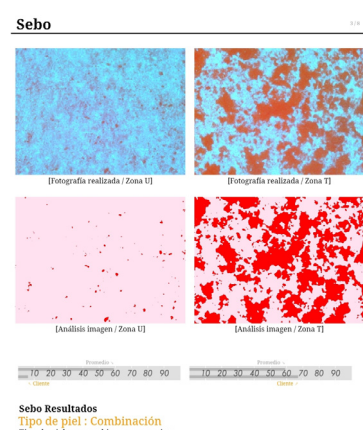 Sebo
[Fotografía realizada / Zona U]
[Fotografía realizada / Zona T]
[Análisis imagen / Zona U]
[Análisis imagen / Zona T]
Promedio
Promedio
10 20 30 40 50 60 70 80 90
10 20 30 40 50 60 70 80 90
Cliente
Cliente
Sebo Resultados
Tipo de piel : Combinación